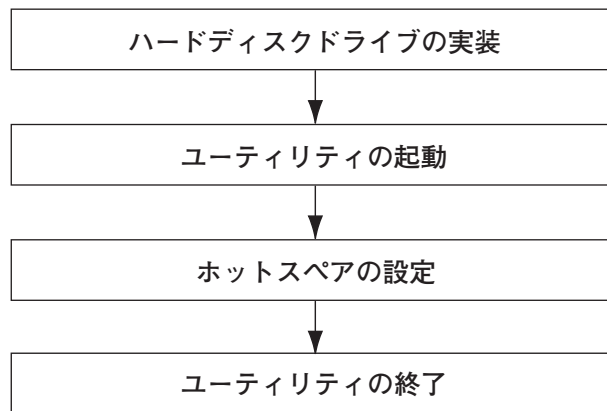 ハードディスクドライブの実装
ユーティリティの起動
ホットスペアの設定
ユーティリティの終了